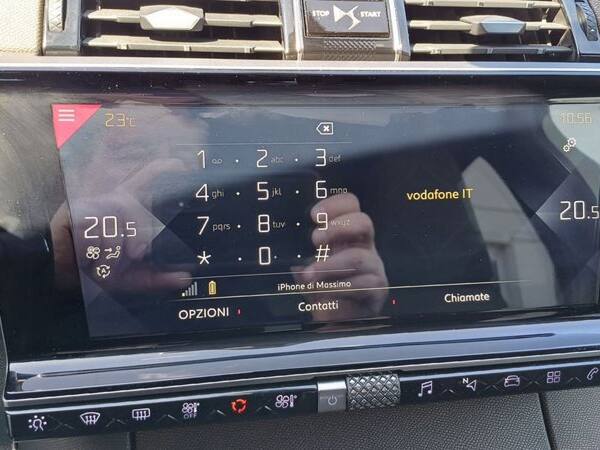 STOP START
23°C
10:56
1 2 abc 3 def
4 ghi 5 jkl 6 mno
vodafone IT
7 pqrs 8 tuv 9 wxyz
20.5
20.5
* 0 #
iPhone di Massimo
OPZIONI Contatti Chiamate
OFF
N